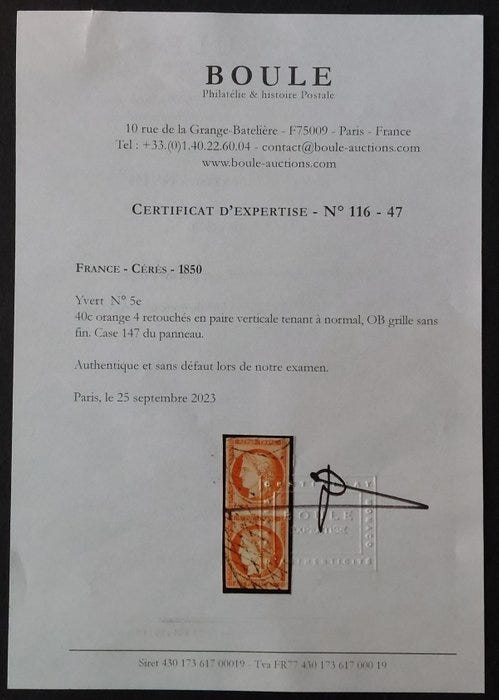 BOULE
Philatélie & histoire Postale
10 rue de la Grange-Batelière - F75009 - Paris - France
Tel : +33.(0)1.40.22.60.04 - contact@boule-auctions.com
www.boule-auctions.com
CERTIFICAT D'EXPERTISE - N° 116 - 47
FRANCE - CÉRÈS - 1850
Yvert N° 5e
40c orange 4 retouchés en paire verticale tenant à normal, OB grille sans
fin. Case 147 du panneau.
Authentique et sans défaut lors de notre examen.
Paris, le 25 septembre 2023
REPUB. FRANC.
BOULE
Siret 430 173 617 00019 - Tva FR77 430 173 617 000 19